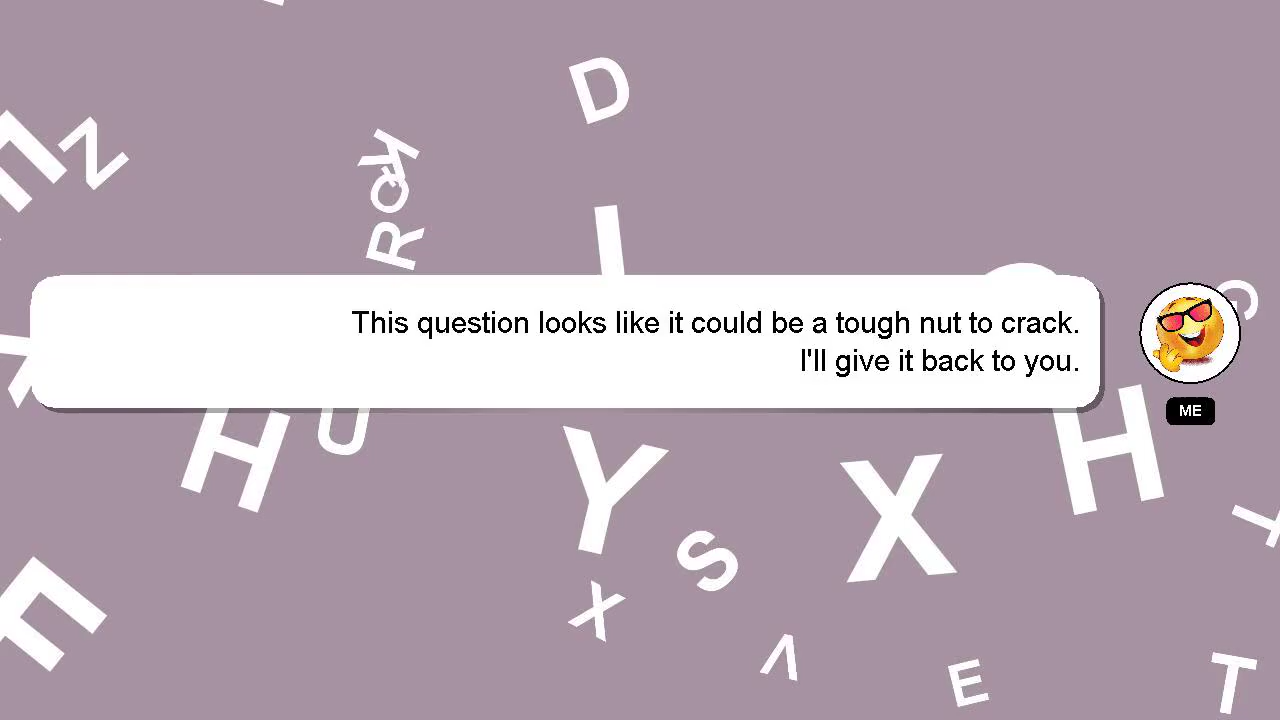 This question looks like it could be a tough nut to crack.
I'll give it back to you.
ME
D
Z
K
O
R
I
G
H
U
Y
X
H
S
X
V
E
T